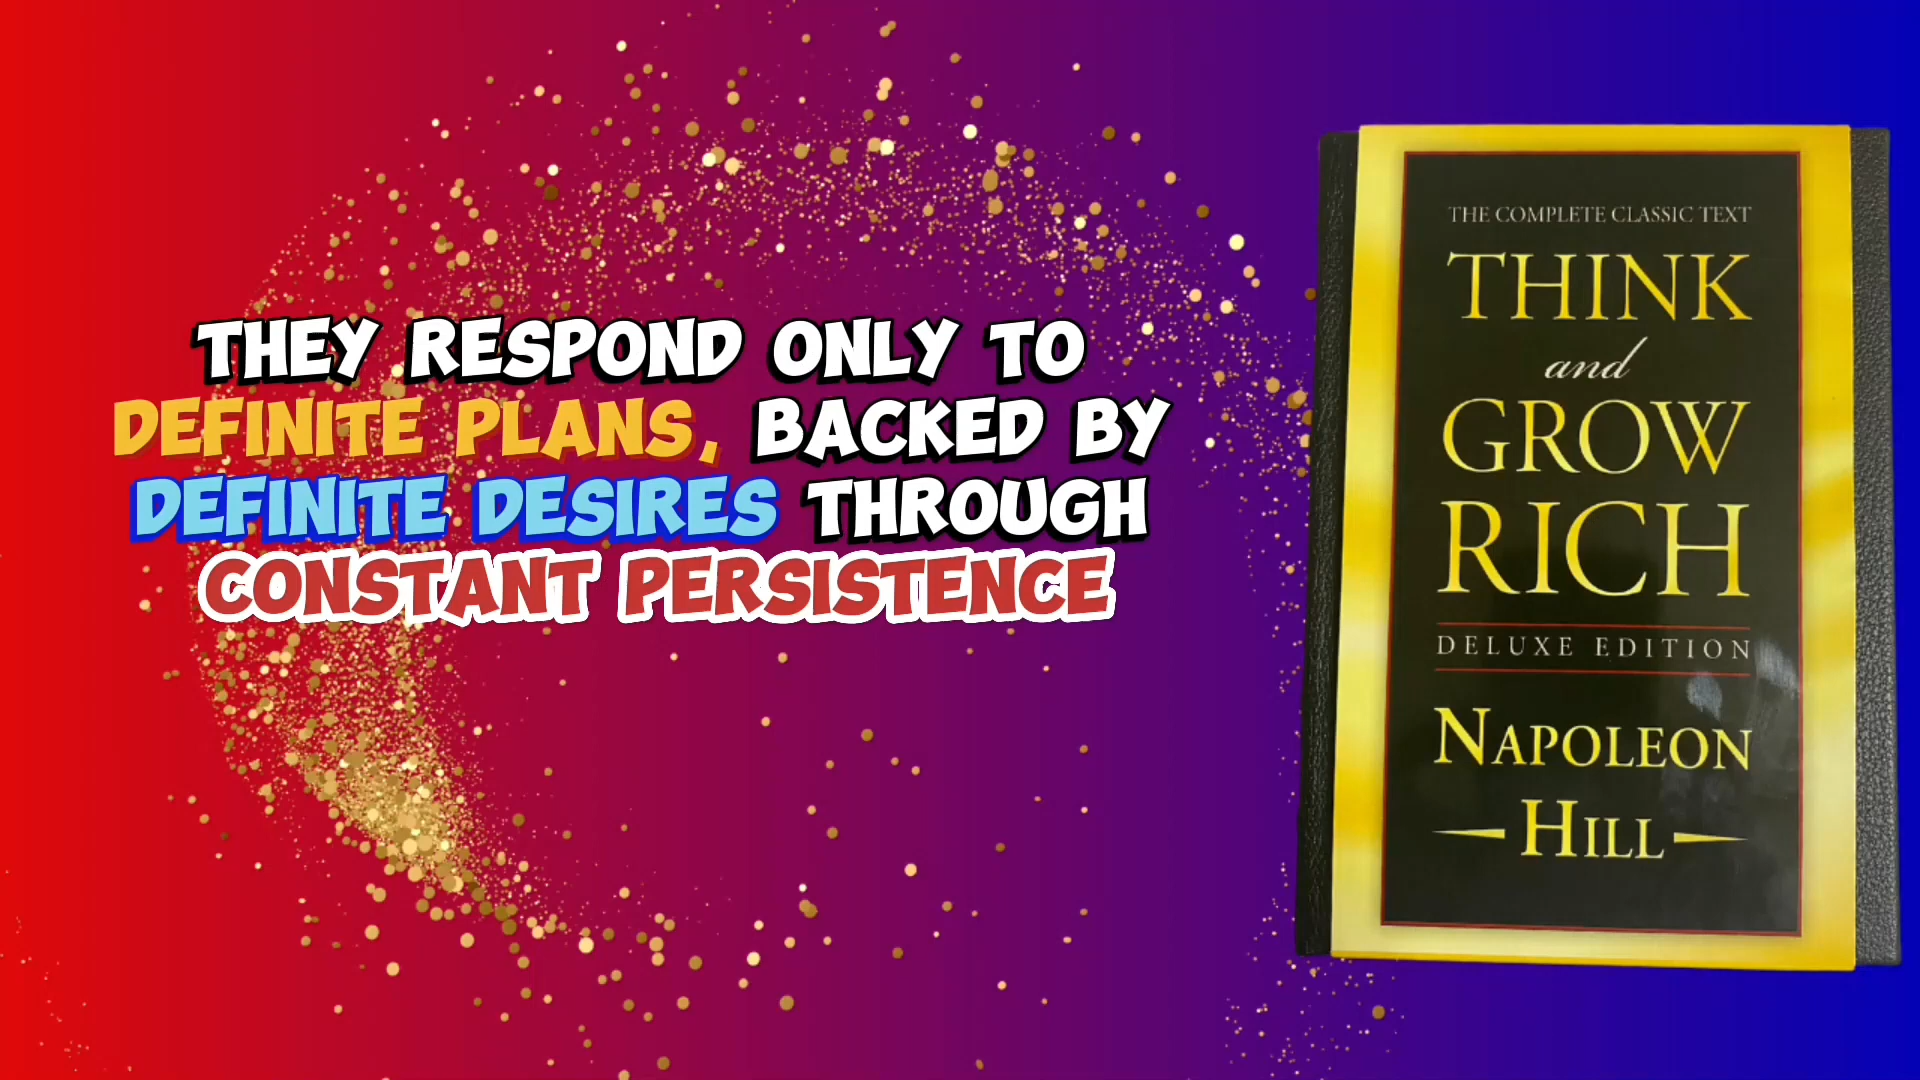 THEY RESPOND ONLY TO
DEFINITE PLANS, BACKED BY
DEFINITE DESIRES THROUGH
CONSTANT PERSISTENCE
THE COMPLETE CLASSIC TEXT
THINK
and
GROW
RICH
DELUXE EDITION
NAPOLEON
HILL